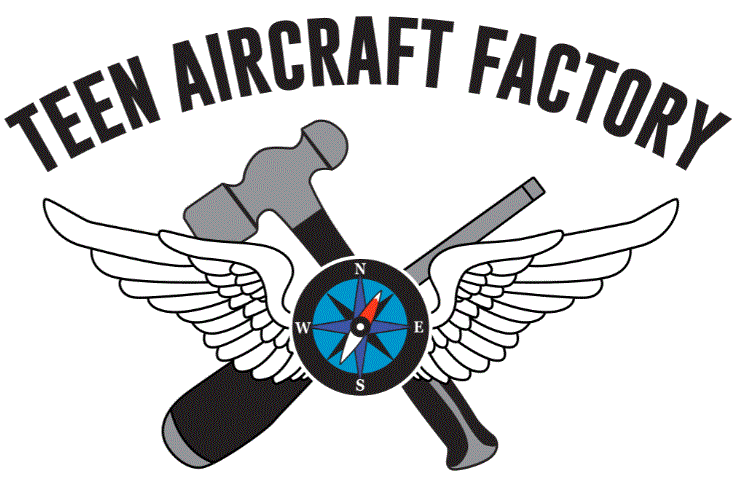 TEEN AIRCRAFT FACTORY
N
W E
S